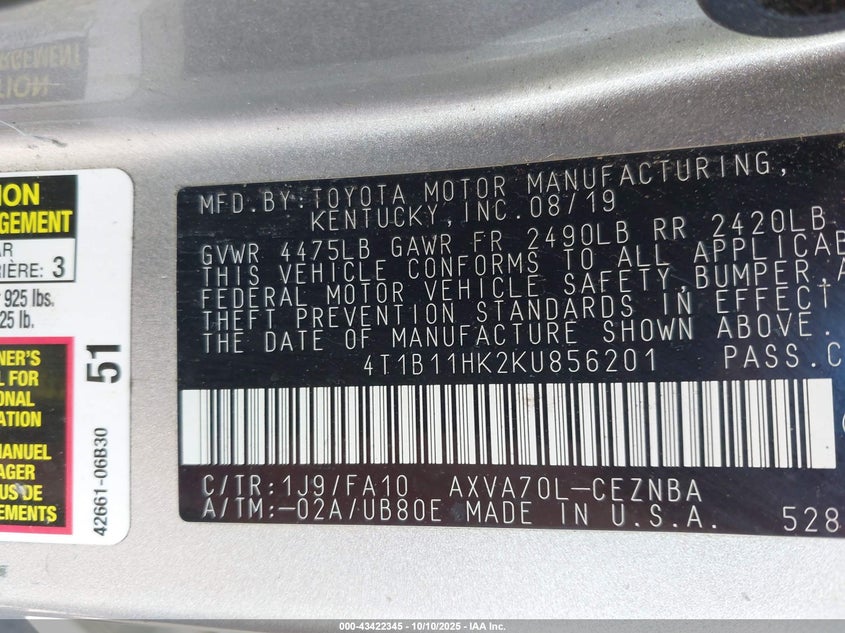 MFD.BY:TOYOTA MOTOR MANUFACTURING,
KENTUCKY,INC.08/19
GVWR 4475LB GAWR FR 2490LB RR 2420LB
THIS VEHICLE CONFORMS TO ALL APPLICAB
FEDERAL MOTOR VEHICLE SAFETY,BUMPER,A
THEFT PREVENTION STANDARDS IN EFFECT
THE DATE OF MANUFACTURE SHOWN ABOVE.
4T1B11HK2KU856201 PASS.C
C/TR:1J9/FA10 AXVA70L-CEZNBA
A/TM:-02A/UB80E MADE IN U.S.A. 528
ION
GEMENT
AR
RIÈRE: 3
925 lbs.
25 lb.
NER'S
L FOR
ONAL
ATION
MANUEL
AGER
US DE
EMENTS
51
42661-06B30
000-43422345 - 10/10/2025 - IAA Inc.